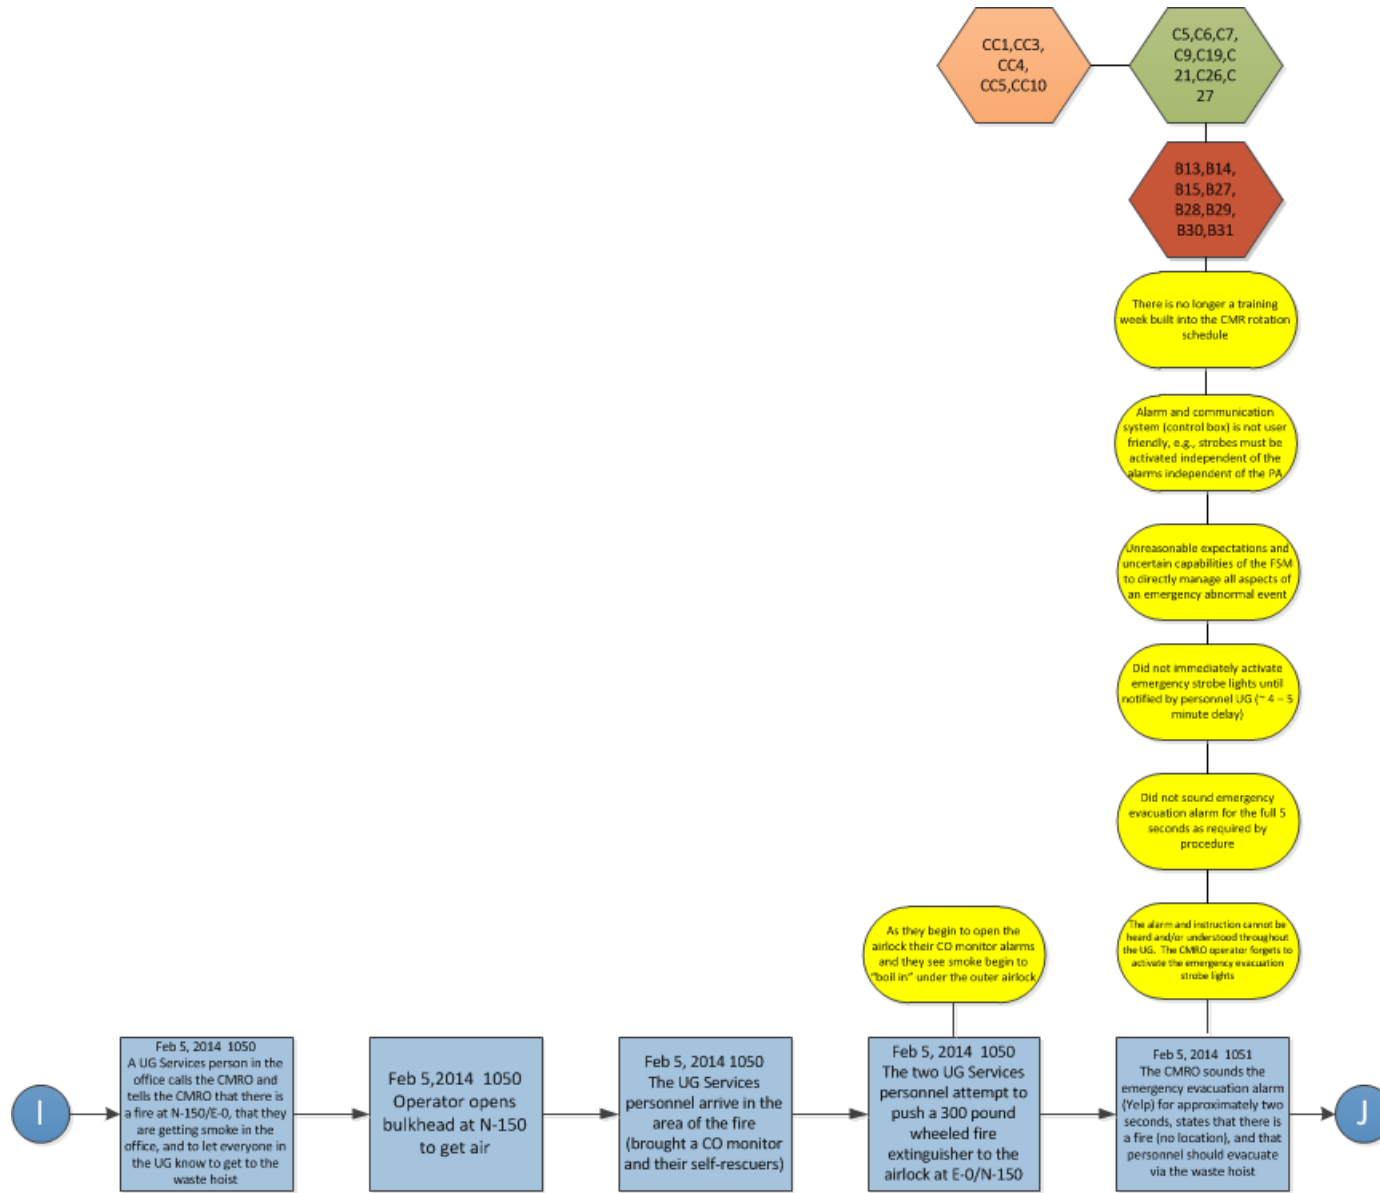 CC1,CC3,
CC4,
CC5,CC10
C5,C6,C7,
C9,C19,C
21,C26,C
27
B13,B14,
B15,B27,
B28,B29,
B30,B31
There is no longer a training
week built into the CMR rotation
schedule
Alarm and communication
system (control box) is not user
friendly, e.g., strobes must be
activated independent of the
alarms independent of the PA
Unreasonable expectations and
uncertain capabilities of the FSM
to directly manage all aspects of
an emergency abnormal event
Did not immediately activate
emergency strobe lights until
notified by personnel UG (~ 4 – 5
minute delay)
Did not sound emergency
evacuation alarm for the full 5
seconds as required by
procedure
As they begin to open the
airlock their CO monitor alarms
and they see smoke begin to
"boil in" under the outer airlock
The alarm and instruction cannot be
heard and/or understood throughout
the UG. The CMRO operator forgets to
activate the emergency evacuation
strobe lights
I
Feb 5, 2014 1050
A UG Services person in the
office calls the CMRO and
tells the CMRO that there is
a fire at N-150/E-0, that they
are getting smoke in the
office, and to let everyone in
the UG know to get to the
waste hoist
Feb 5,2014 1050
Operator opens
bulkhead at N-150
to get air
Feb 5, 2014 1050
The UG Services
personnel arrive in the
area of the fire
(brought a CO monitor
and their self-rescuers)
Feb 5, 2014 1050
The two UG Services
personnel attempt to
push a 300 pound
wheeled fire
extinguisher to the
airlock at E-0/N-150
Feb 5, 2014 1051
The CMRO sounds the
emergency evacuation alarm
(Yelp) for approximately two
seconds, states that there is
a fire (no location), and that
personnel should evacuate
via the waste hoist
J